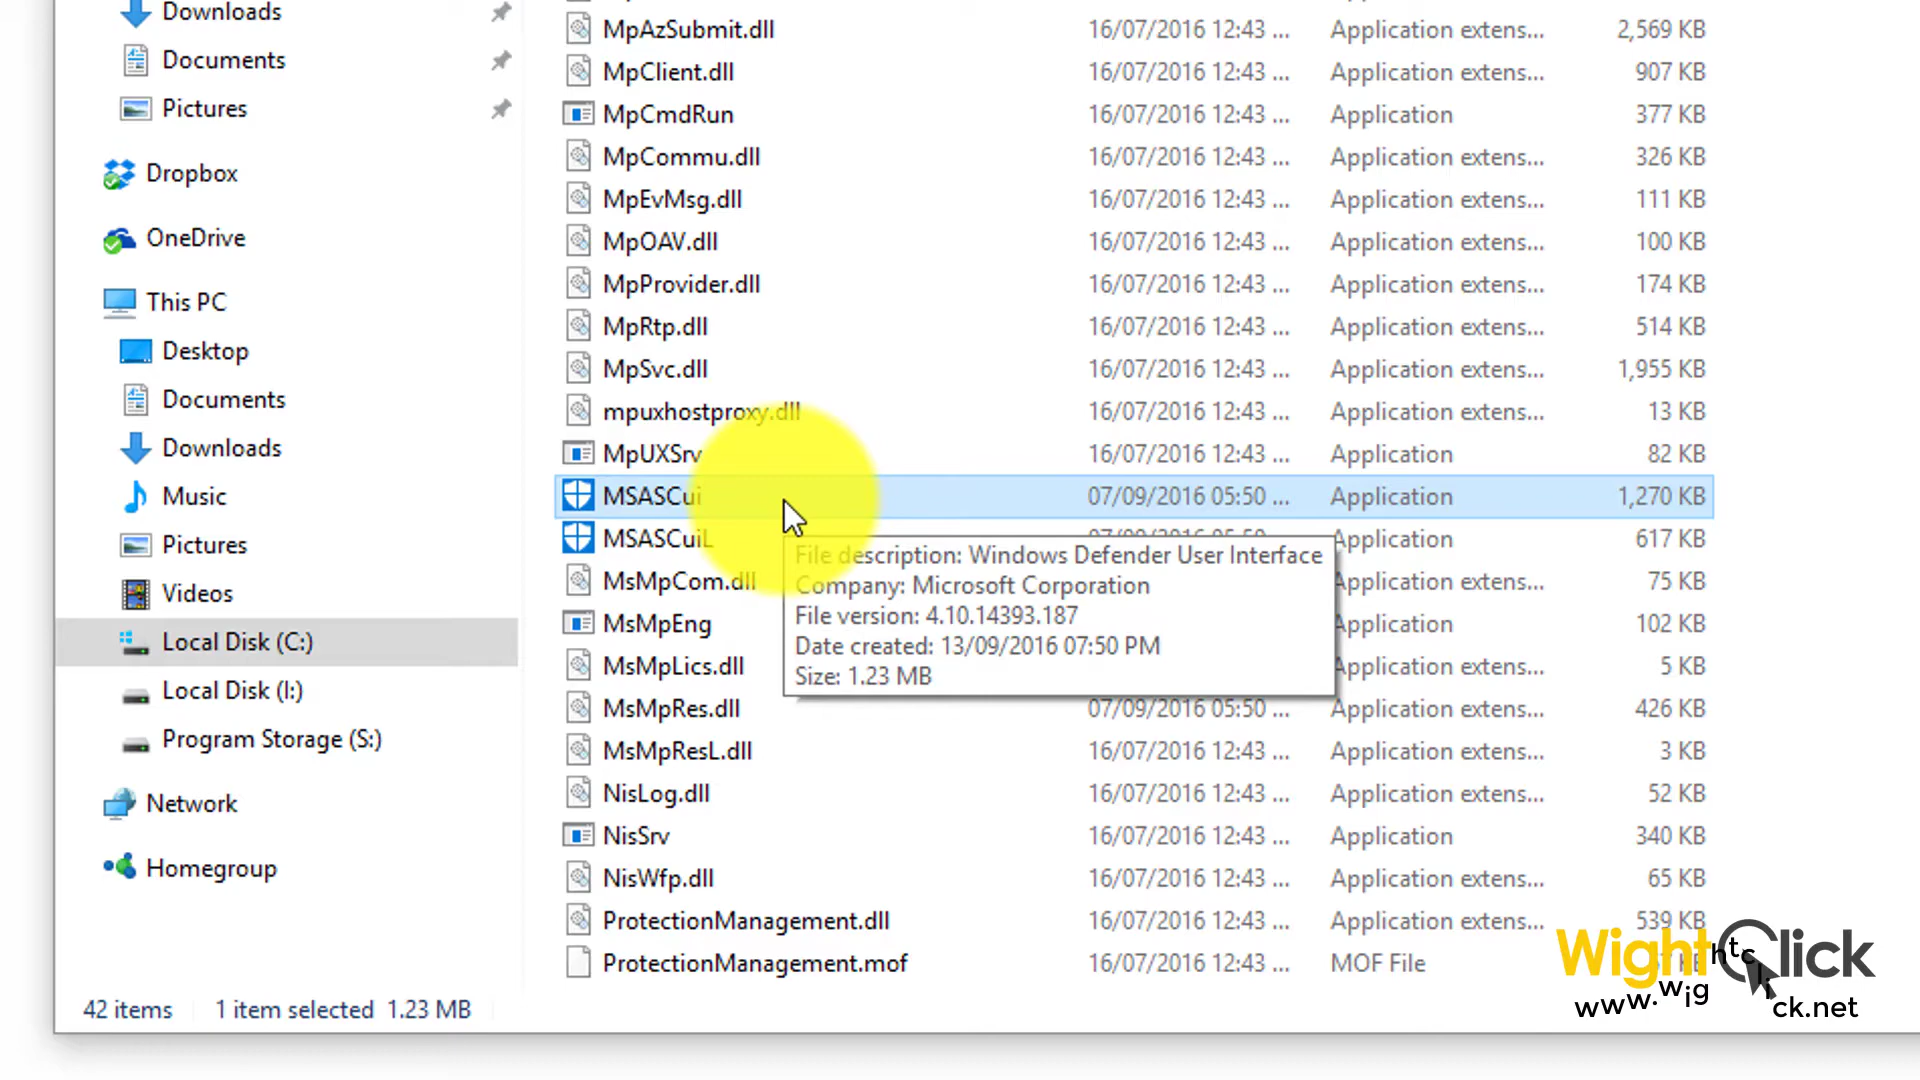 Downloads
Documents
Pictures
Dropbox
OneDrive
This PC
Desktop
Documents
Downloads
Music
Pictures
Videos
Local Disk (C:)
Local Disk (I:)
Program Storage (S:)
Network
Homegroup
MpAzSubmit.dll 16/07/2016 12:43 ... Application extens... 2,569 KB
MpClient.dll 16/07/2016 12:43 ... Application extens... 907 KB
MpCmdRun 16/07/2016 12:43 ... Application 377 KB
MpCommu.dll 16/07/2016 12:43 ... Application extens... 326 KB
MpEvMsg.dll 16/07/2016 12:43 ... Application extens... 111 KB
MpOAV.dll 16/07/2016 12:43 ... Application extens... 100 KB
MpProvider.dll 16/07/2016 12:43 ... Application extens... 174 KB
MpRtp.dll 16/07/2016 12:43 ... Application extens... 514 KB
MpSvc.dll 16/07/2016 12:43 ... Application extens... 1,955 KB
mpuxhostproxy.dll 16/07/2016 12:43 ... Application extens... 13 KB
MpUXSrv 16/07/2016 12:43 ... Application 82 KB
MSASCui 07/09/2016 05:50 ... Application 1,270 KB
MSASCuiL 07/09/2016 05:50 ... Application 617 KB
MsMpCom.dll Application extens... 75 KB
MsMpEng Application 102 KB
MsMpLics.dll Application extens... 5 KB
MsMpRes.dll 07/09/2016 05:50 ... Application extens... 426 KB
MsMpResL.dll 16/07/2016 12:43 ... Application extens... 3 KB
NisLog.dll 16/07/2016 12:43 ... Application extens... 52 KB
NisSrv 16/07/2016 12:43 ... Application 340 KB
NisWfp.dll 16/07/2016 12:43 ... Application extens... 65 KB
ProtectionManagement.dll 16/07/2016 12:43 ... Application extens... 539 KB
ProtectionManagement.mof 16/07/2016 12:43 ... MOF File
File description: Windows Defender User Interface
Company: Microsoft Corporation
File version: 4.10.14393.187
Date created: 13/09/2016 07:50 PM
Size: 1.23 MB
42 items 1 item selected 1.23 MB
Wight Click
www.wightclick.net